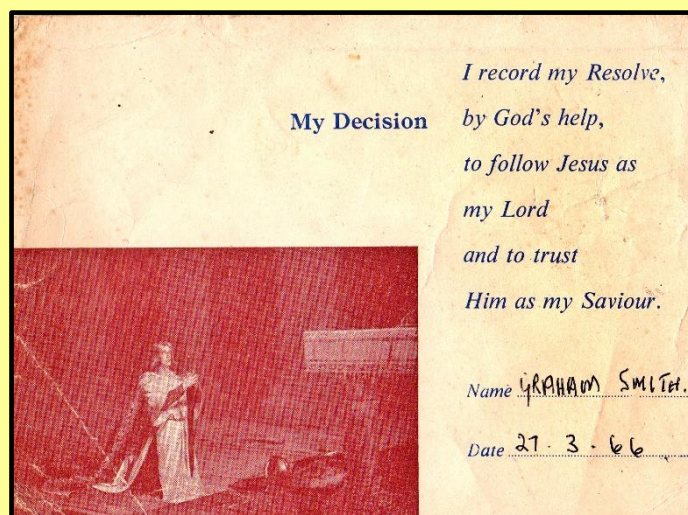 My Decision
I record my Resolve,
by God's help,
to follow Jesus as
my Lord
and to trust
Him as my Saviour.
Name GRAHAM SMITH.
Date 27. 3. 66